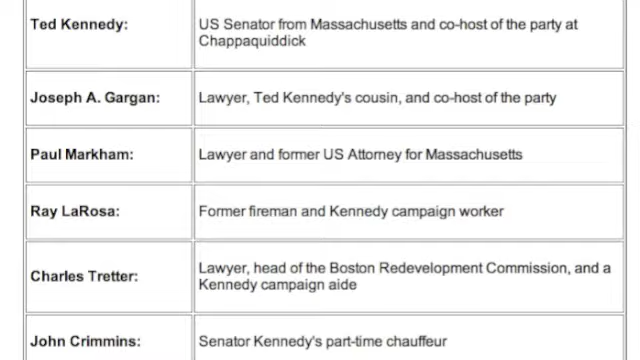 Ted Kennedy: US Senator from Massachusetts and co-host of the party at
Chappaquiddick
Joseph A. Gargan: Lawyer, Ted Kennedy's cousin, and co-host of the party
Paul Markham: Lawyer and former US Attorney for Massachusetts
Ray LaRosa: Former fireman and Kennedy campaign worker
Charles Tretter: Lawyer, head of the Boston Redevelopment Commission, and a
Kennedy campaign aide
John Crimmins: Senator Kennedy's part-time chauffeur